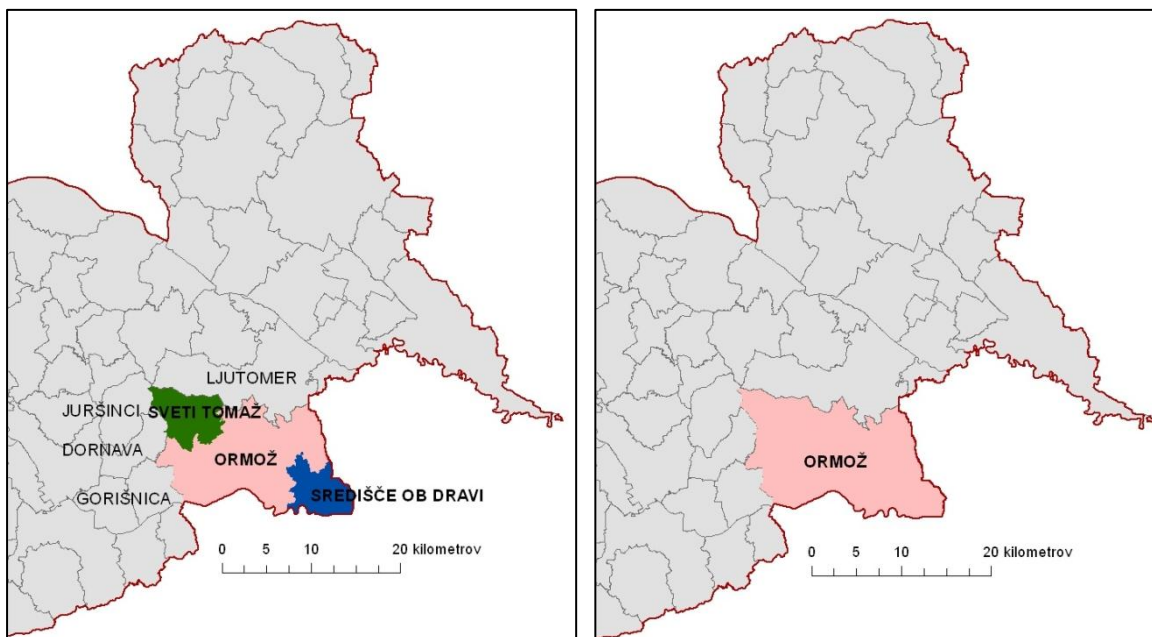 LJUTOMER
JURŠINCI
SVETI TOMAŽ
DORNAVA
ORMOŽ
GORIŠNICA
SREDIŠČE OB DRAVI
0 5 10 20 kilometrov
ORMOŽ
0 5 10 20 kilometrov